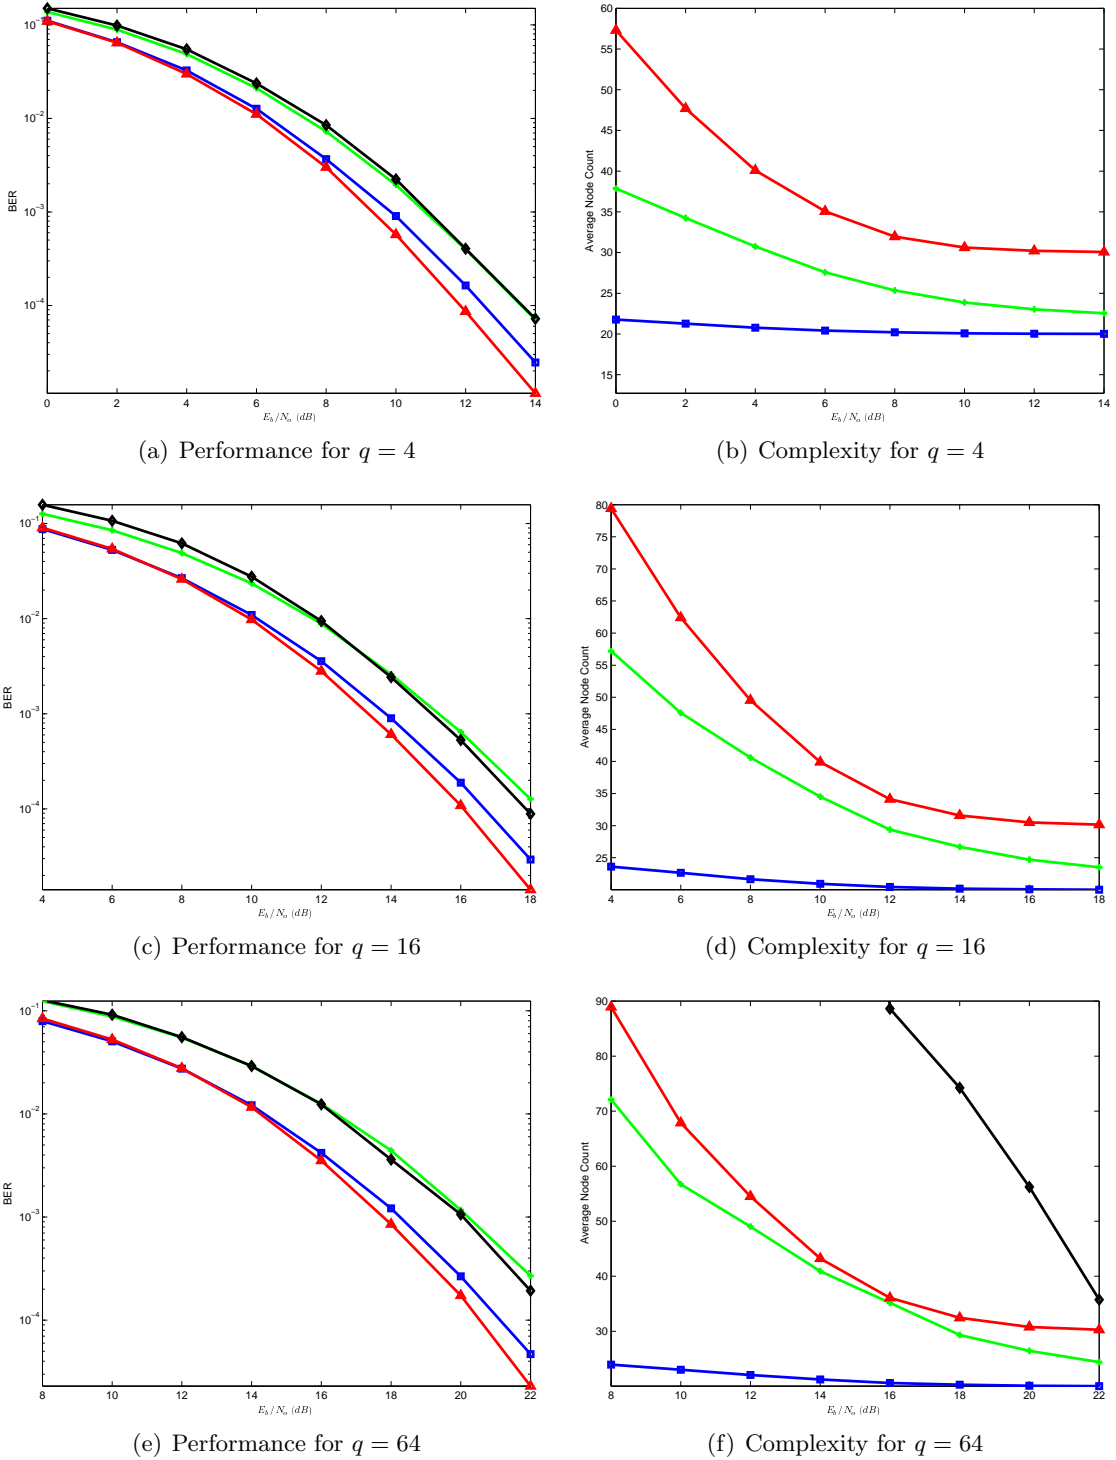 10⁻¹
10⁻²
10⁻³
10⁻⁴
BER
0 2 4 6 8 10 12 14
E_b/N_o (dB)
(a) Performance for q = 4
60
55
50
45
40
35
30
25
20
15
Average Node Count
0 2 4 6 8 10 12 14
E_b/N_o (dB)
(b) Complexity for q = 4
10⁻¹
10⁻²
10⁻³
10⁻⁴
BER
4 6 8 10 12 14 16 18
E_b/N_o (dB)
(c) Performance for q = 16
80
75
70
65
60
55
50
45
40
35
30
25
Average Node Count
4 6 8 10 12 14 16 18
E_b/N_o (dB)
(d) Complexity for q = 16
10⁻¹
10⁻²
10⁻³
10⁻⁴
BER
8 10 12 14 16 18 20 22
E_b/N_o (dB)
(e) Performance for q = 64
90
80
70
60
50
40
30
Average Node Count
8 10 12 14 16 18 20 22
E_b/N_o (dB)
(f) Complexity for q = 64